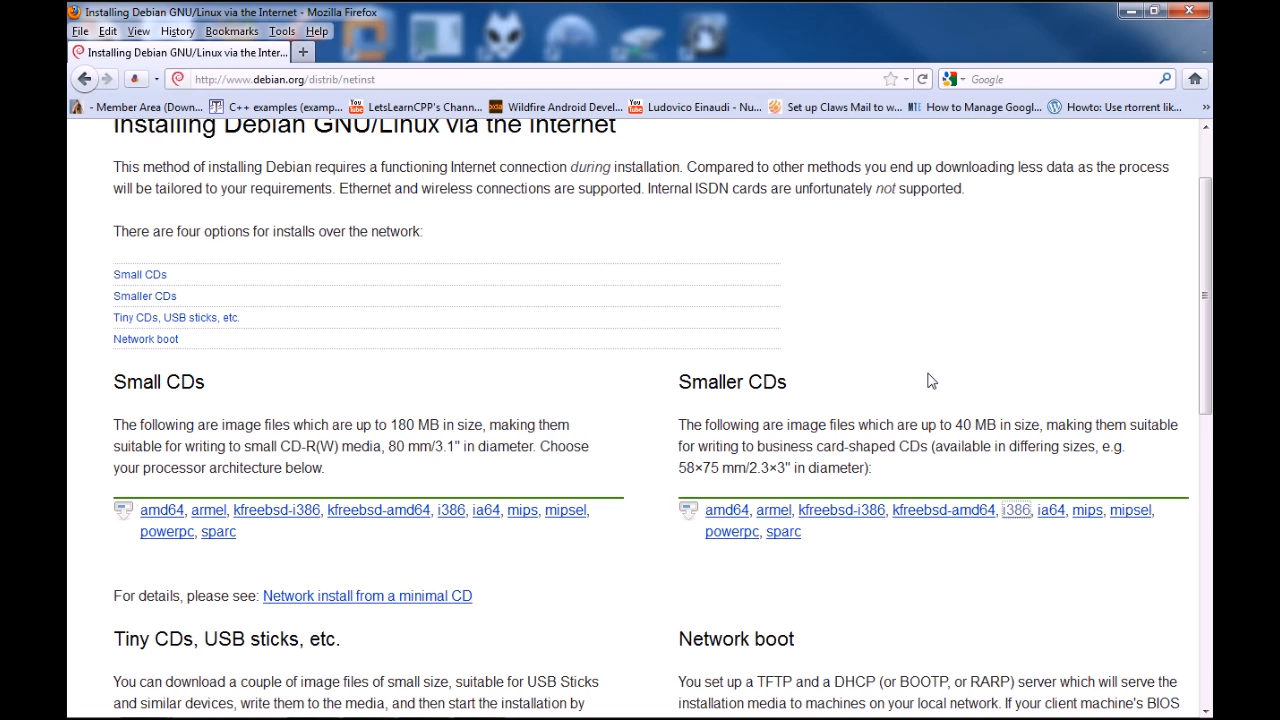 Installing Debian GNU/Linux via the Internet - Mozilla Firefox
File Edit View History Bookmarks Tools Help
Installing Debian GNU/Linux via the Inter... +
http://www.debian.org/distrib/netinst
Google
- Member Area (Down... C++ examples (examp... LetsLearnCPP's Chann... Wildfire Android Devel... Ludovico Einaudi - Nu... Set up Claws Mail to w... How to Manage Googl... Howto: Use rtorrent lik... »
Installing Debian GNU/Linux via the Internet
This method of installing Debian requires a functioning Internet connection during installation. Compared to other methods you end up downloading less data as the process
will be tailored to your requirements. Ethernet and wireless connections are supported. Internal ISDN cards are unfortunately not supported.
There are four options for installs over the network:
Small CDs
Smaller CDs
Tiny CDs, USB sticks, etc.
Network boot
Small CDs
The following are image files which are up to 180 MB in size, making them
suitable for writing to small CD-R(W) media, 80 mm/3.1" in diameter. Choose
your processor architecture below.
amd64, armel, kfreebsd-i386, kfreebsd-amd64, i386, ia64, mips, mipsel,
powerpc, sparc
Smaller CDs
The following are image files which are up to 40 MB in size, making them suitable
for writing to business card-shaped CDs (available in differing sizes, e.g.
58×75 mm/2.3×3" in diameter):
amd64, armel, kfreebsd-i386, kfreebsd-amd64, i386, ia64, mips, mipsel,
powerpc, sparc
For details, please see: Network install from a minimal CD
Tiny CDs, USB sticks, etc.
You can download a couple of image files of small size, suitable for USB Sticks
and similar devices, write them to the media, and then start the installation by
Network boot
You set up a TFTP and a DHCP (or BOOTP, or RARP) server which will serve the
installation media to machines on your local network. If your client machine's BIOS